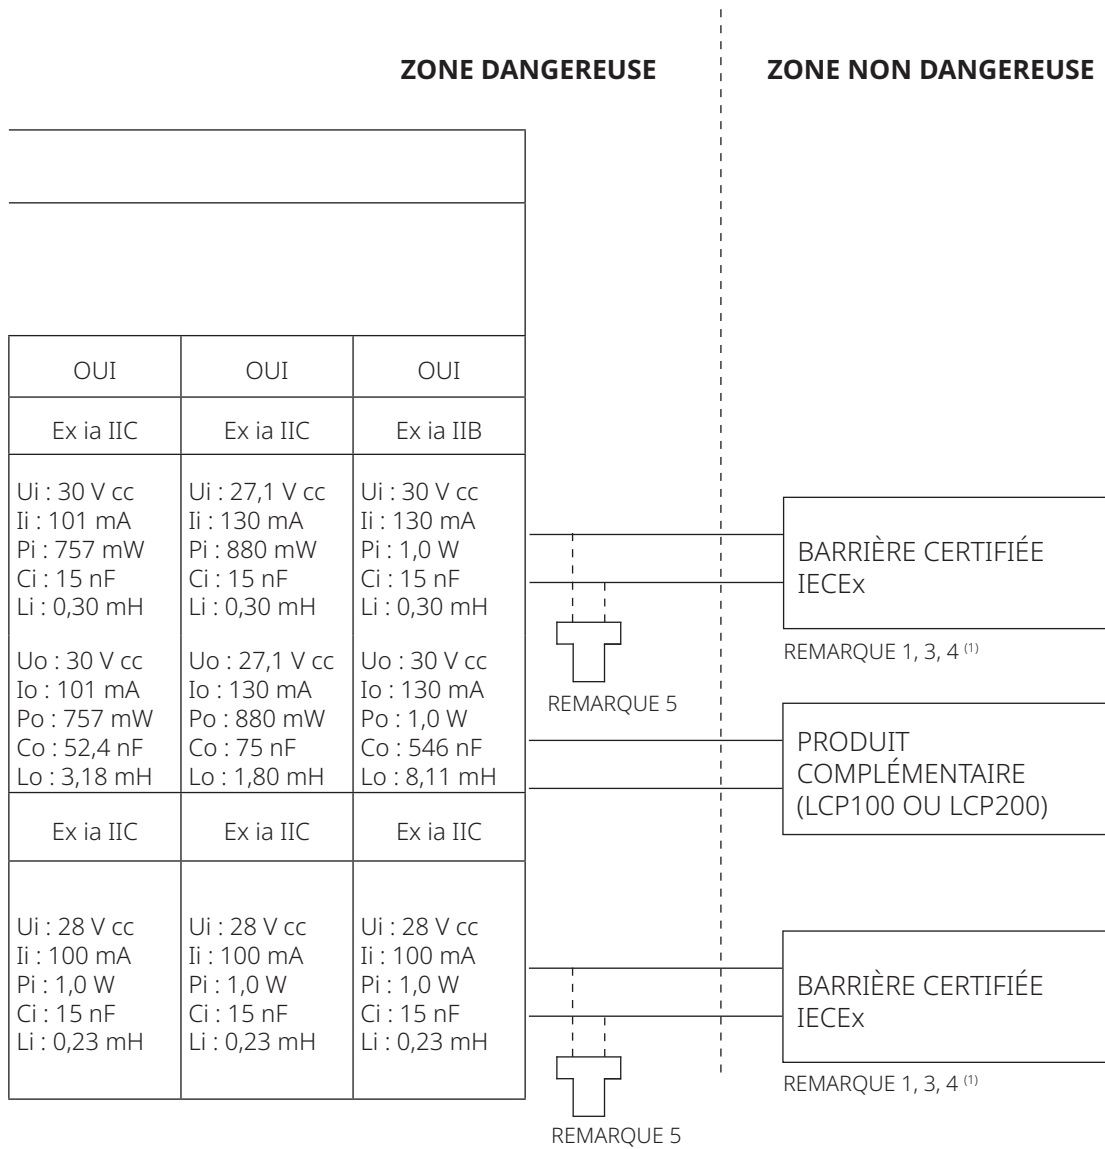 ZONE DANGEREUSE
ZONE NON DANGEREUSE
OUI
OUI
OUI
Ex ia IIC
Ex ia IIC
Ex ia IIB
Ui : 30 V cc
Ii : 101 mA
Pi : 757 mW
Ci : 15 nF
Li : 0,30 mH
Uo : 30 V cc
Io : 101 mA
Po : 757 mW
Co : 52,4 nF
Lo : 3,18 mH
Ui : 27,1 V cc
Ii : 130 mA
Pi : 880 mW
Ci : 15 nF
Li : 0,30 mH
Uo : 27,1 V cc
Io : 130 mA
Po : 880 mW
Co : 75 nF
Lo : 1,80 mH
Ui : 30 V cc
Ii : 130 mA
Pi : 1,0 W
Ci : 15 nF
Li : 0,30 mH
Uo : 30 V cc
Io : 130 mA
Po : 1,0 W
Co : 546 nF
Lo : 8,11 mH
BARRIÈRE CERTIFIÉE
IECEx
REMARQUE 1, 3, 4 (1)
REMARQUE 5
PRODUIT
COMPLÉMENTAIRE
(LCP100 OU LCP200)
Ex ia IIC
Ex ia IIC
Ex ia IIC
Ui : 28 V cc
Ii : 100 mA
Pi : 1,0 W
Ci : 15 nF
Li : 0,23 mH
Ui : 28 V cc
Ii : 100 mA
Pi : 1,0 W
Ci : 15 nF
Li : 0,23 mH
Ui : 28 V cc
Ii : 100 mA
Pi : 1,0 W
Ci : 15 nF
Li : 0,23 mH
BARRIÈRE CERTIFIÉE
IECEx
REMARQUE 1, 3, 4 (1)
REMARQUE 5